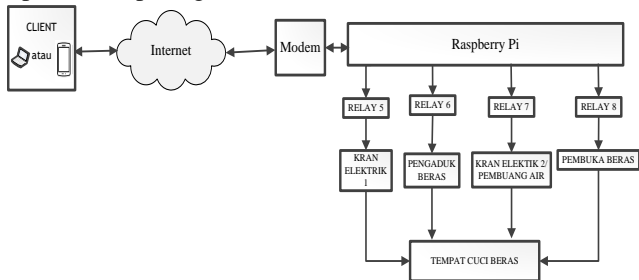 CLIENT
atau
Internet
Modem
Raspberry Pi
RELAY 5
RELAY 6
RELAY 7
RELAY 8
KRAN
ELEKTRIK
1
PENGADUK
BERAS
KRAN ELEKTIK 2/
PEMBUANG AIR
PEMBUKA BERAS
TEMPAT CUCI BERAS